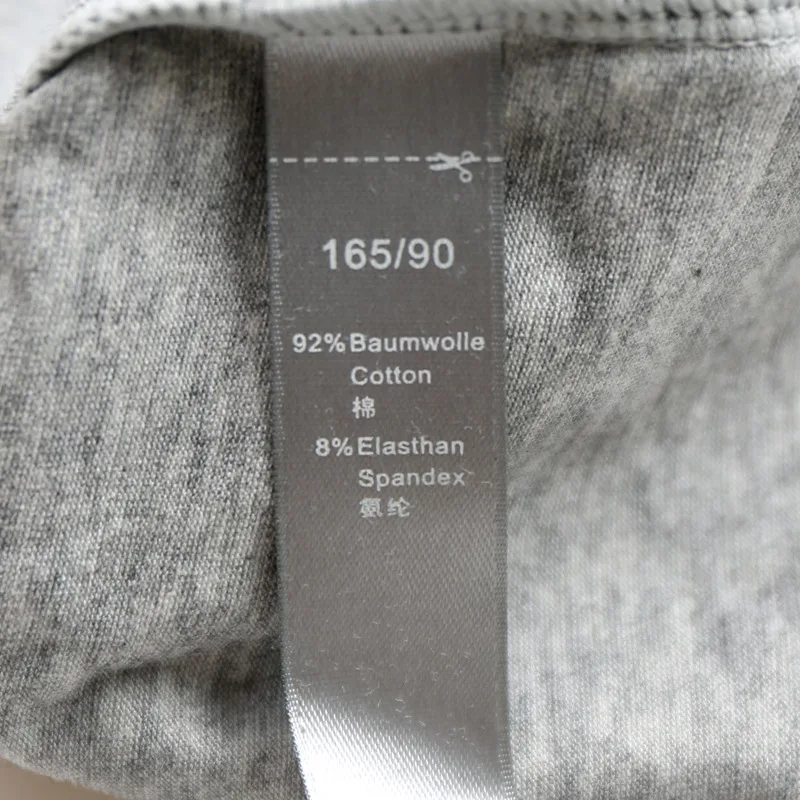 165/90
92% Baumwolle
Cotton
棉
8% Elasthan
Spandex
氨纶